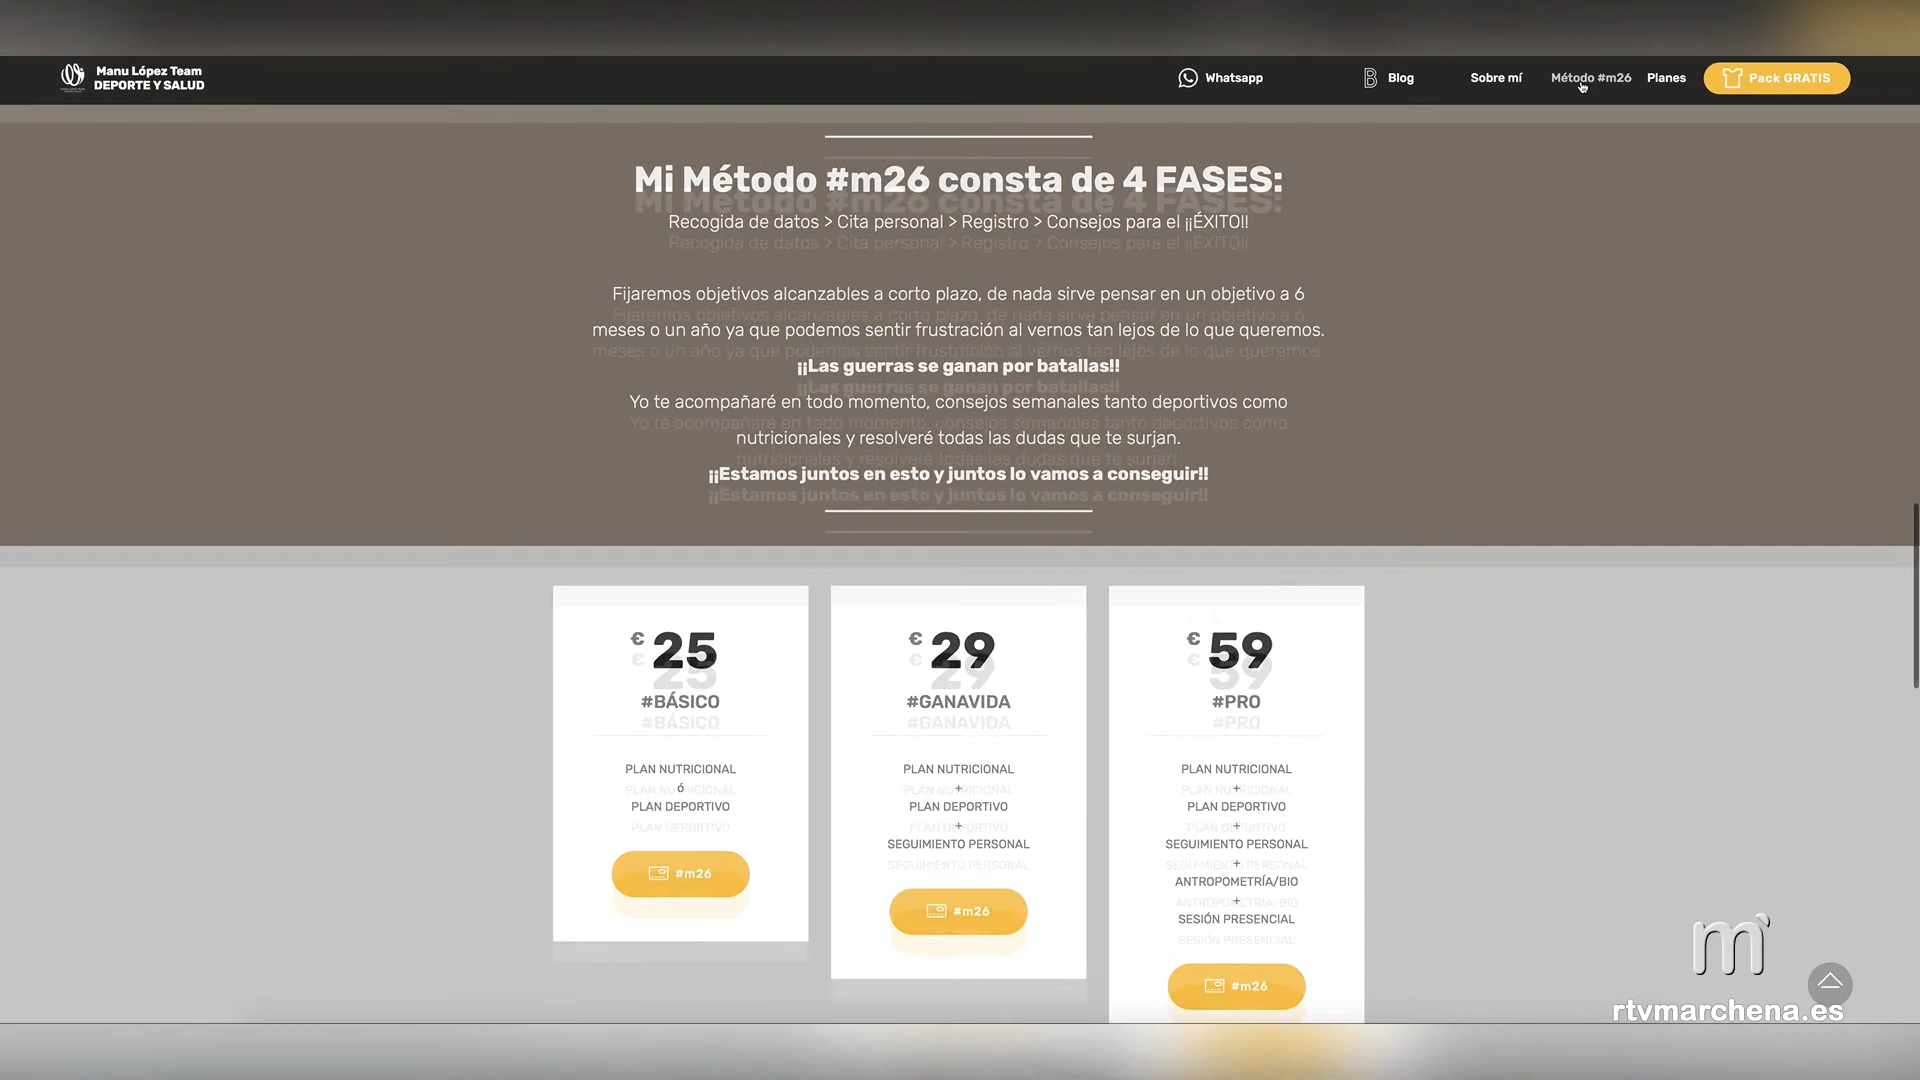 Manu López Team
DEPORTE Y SALUD
Whatsapp
Blog
Sobre mí
Método #m26
Planes
Pack GRATIS
Mi Método #m26 consta de 4 FASES:
Recogida de datos > Cita personal > Registro > Consejos para el ¡¡ÉXITO!!
Fijaremos objetivos alcanzables a corto plazo, de nada sirve pensar en un objetivo a 6
meses o un año ya que podemos sentir frustración al vernos tan lejos de lo que queremos.
¡¡Las guerras se ganan por batallas!!
Yo te acompañaré en todo momento, consejos semanales tanto deportivos como
nutricionales y resolveré todas las dudas que te surjan.
¡¡Estamos juntos en esto y juntos lo vamos a conseguir!!
€ 25
#BÁSICO
PLAN NUTRICIONAL
ó
PLAN DEPORTIVO
#m26
€ 29
#GANAVIDA
PLAN NUTRICIONAL
+
PLAN DEPORTIVO
+
SEGUIMIENTO PERSONAL
#m26
€ 59
#PRO
PLAN NUTRICIONAL
+
PLAN DEPORTIVO
+
SEGUIMIENTO PERSONAL
+
ANTROPOMETRÍA/BIO
+
SESIÓN PRESENCIAL
#m26
m
rtvmarchena.es